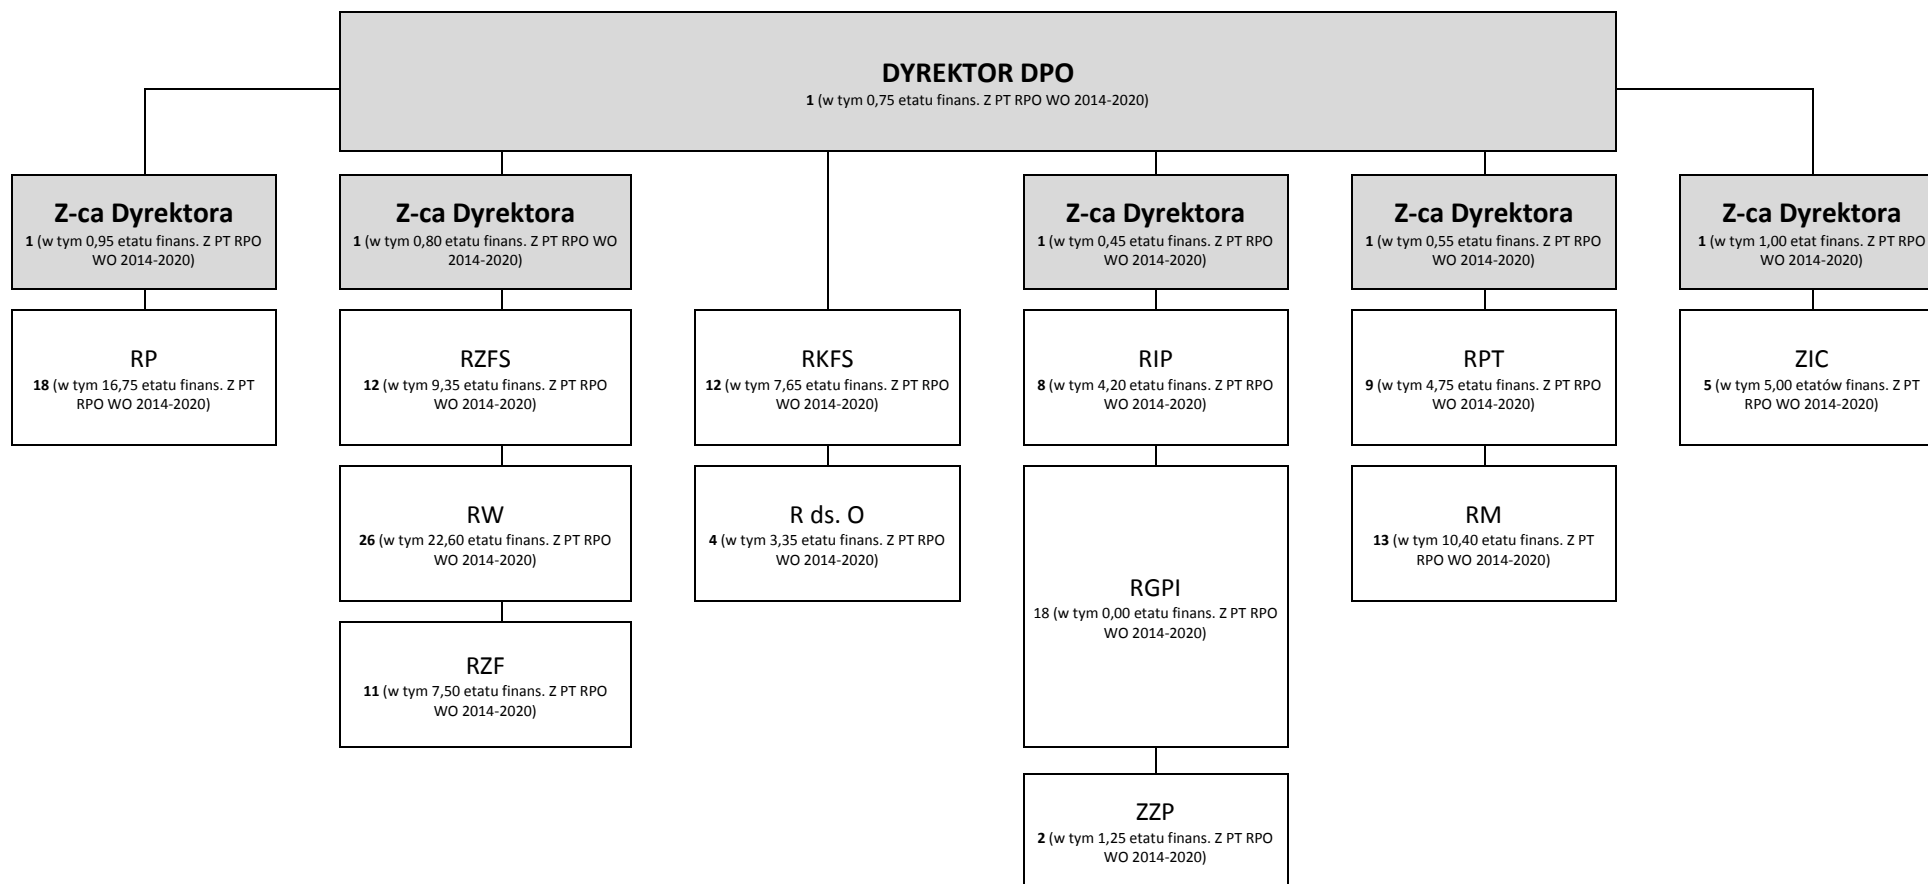 DYREKTOR DPO
1 (w tym 0,75 etatu finans. Z PT RPO WO 2014-2020)
Z-ca Dyrektora
1 (w tym 0,95 etatu finans. Z PT RPO
WO 2014-2020)
Z-ca Dyrektora
1 (w tym 0,80 etatu finans. Z PT RPO WO
2014-2020)
Z-ca Dyrektora
1 (w tym 0,45 etatu finans. Z PT RPO
WO 2014-2020)
Z-ca Dyrektora
1 (w tym 0,55 etatu finans. Z PT RPO
WO 2014-2020)
Z-ca Dyrektora
1 (w tym 1,00 etat finans. Z PT RPO
WO 2014-2020)
RP
18 (w tym 16,75 etatu finans. Z PT
RPO WO 2014-2020)
RZFS
12 (w tym 9,35 etatu finans. Z PT RPO
WO 2014-2020)
RKFS
12 (w tym 7,65 etatu finans. Z PT RPO
WO 2014-2020)
RIP
8 (w tym 4,20 etatu finans. Z PT RPO
WO 2014-2020)
RPT
9 (w tym 4,75 etatu finans. Z PT RPO
WO 2014-2020)
ZIC
5 (w tym 5,00 etatów finans. Z PT
RPO WO 2014-2020)
RW
26 (w tym 22,60 etatu finans. Z PT RPO
WO 2014-2020)
R ds. O
4 (w tym 3,35 etatu finans. Z PT RPO
WO 2014-2020)
RGPI
18 (w tym 0,00 etatu finans. Z PT RPO
WO 2014-2020)
RM
13 (w tym 10,40 etatu finans. Z PT
RPO WO 2014-2020)
RZF
11 (w tym 7,50 etatu finans. Z PT RPO
WO 2014-2020)
ZZP
2 (w tym 1,25 etatu finans. Z PT RPO
WO 2014-2020)